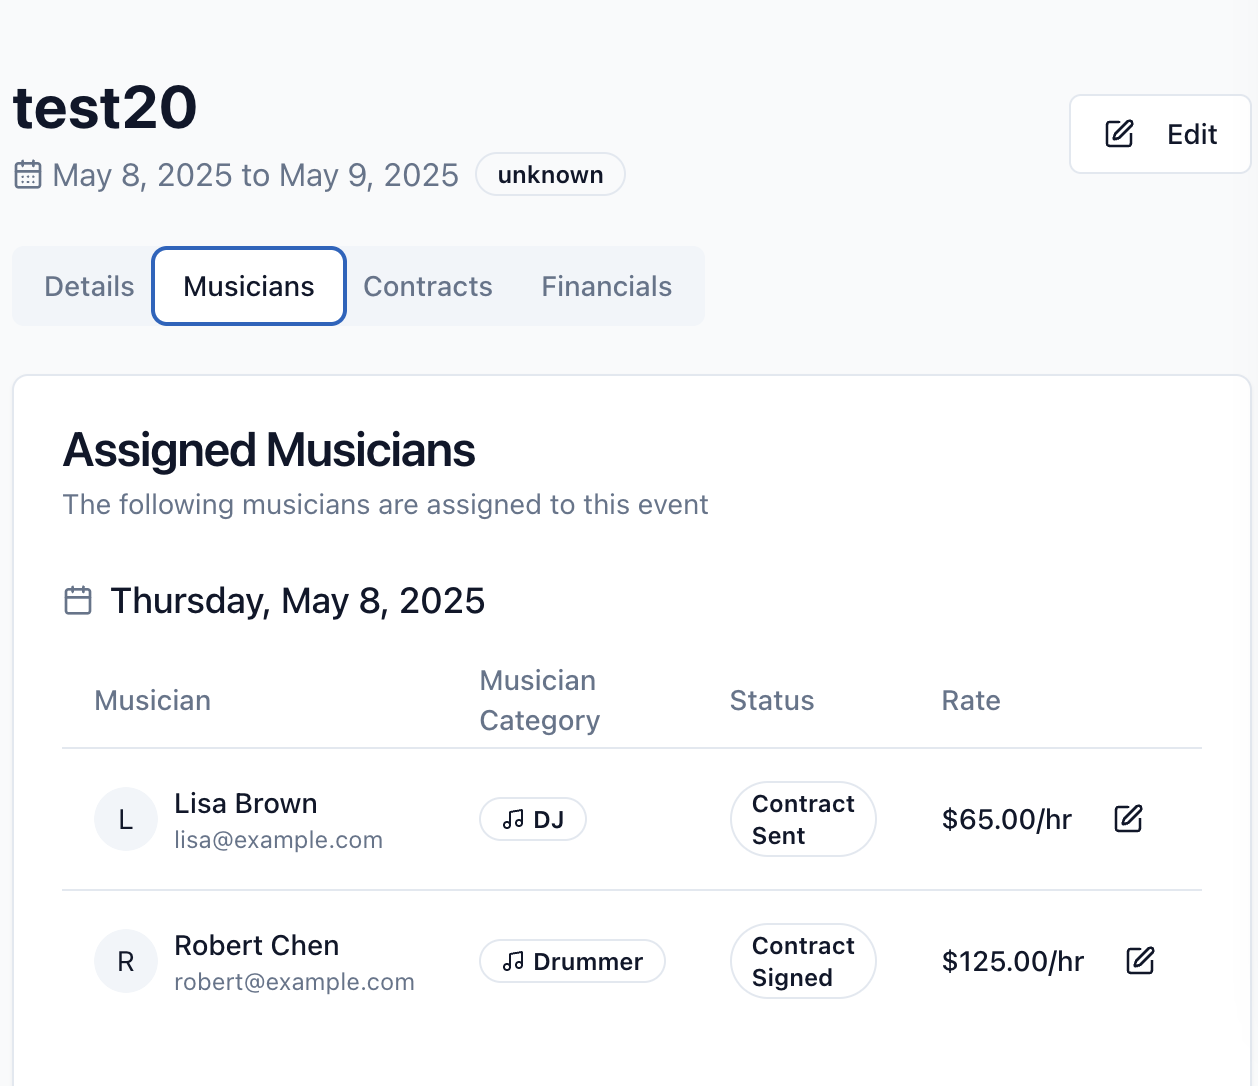 test20
Edit
May 8, 2025 to May 9, 2025 unknown
Details Musicians Contracts Financials
Assigned Musicians
The following musicians are assigned to this event
Thursday, May 8, 2025
Musician
Musician
Category
Status
Rate
L
Lisa Brown
lisa@example.com
DJ
Contract
Sent
$65.00/hr
R
Robert Chen
robert@example.com
Drummer
Contract
Signed
$125.00/hr